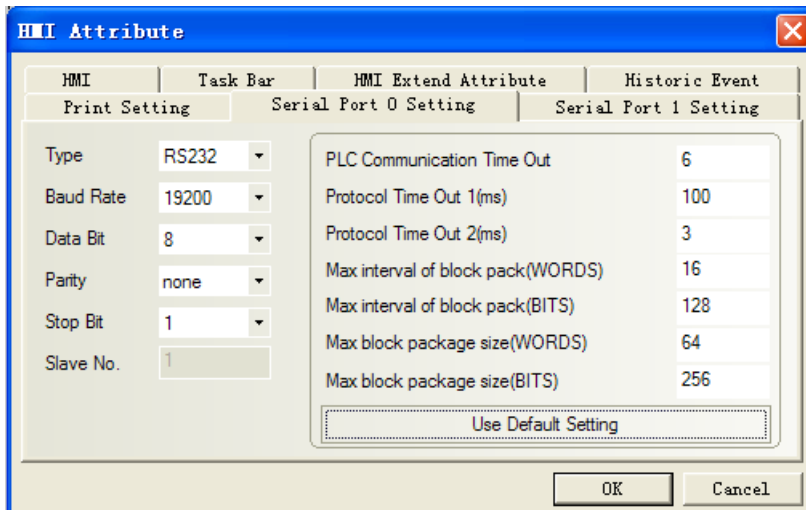 HMI Attribute
HMI Task Bar HMI Extend Attribute Historic Event
Print Setting Serial Port 0 Setting Serial Port 1 Setting
Type RS232
Baud Rate 19200
Data Bit 8
Parity none
Stop Bit 1
Slave No. 1
PLC Communication Time Out 6
Protocol Time Out 1(ms) 100
Protocol Time Out 2(ms) 3
Max interval of block pack(WORDS) 16
Max interval of block pack(BITS) 128
Max block package size(WORDS) 64
Max block package size(BITS) 256
Use Default Setting
OK Cancel